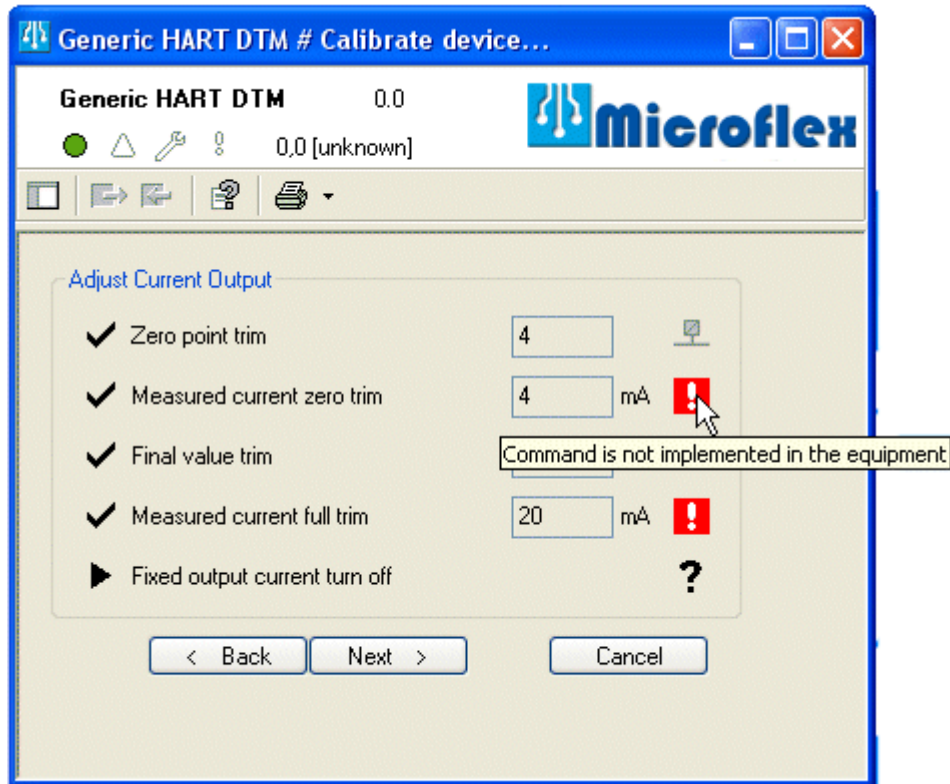 Generic HART DTM # Calibrate device...
Generic HART DTM 0.0
0,0 [unknown]
Microflex
Adjust Current Output
Zero point trim 4
Measured current zero trim 4 mA !
Final value trim
Command is not implemented in the equipment
Measured current full trim 20 mA !
Fixed output current turn off ?
< Back Next > Cancel